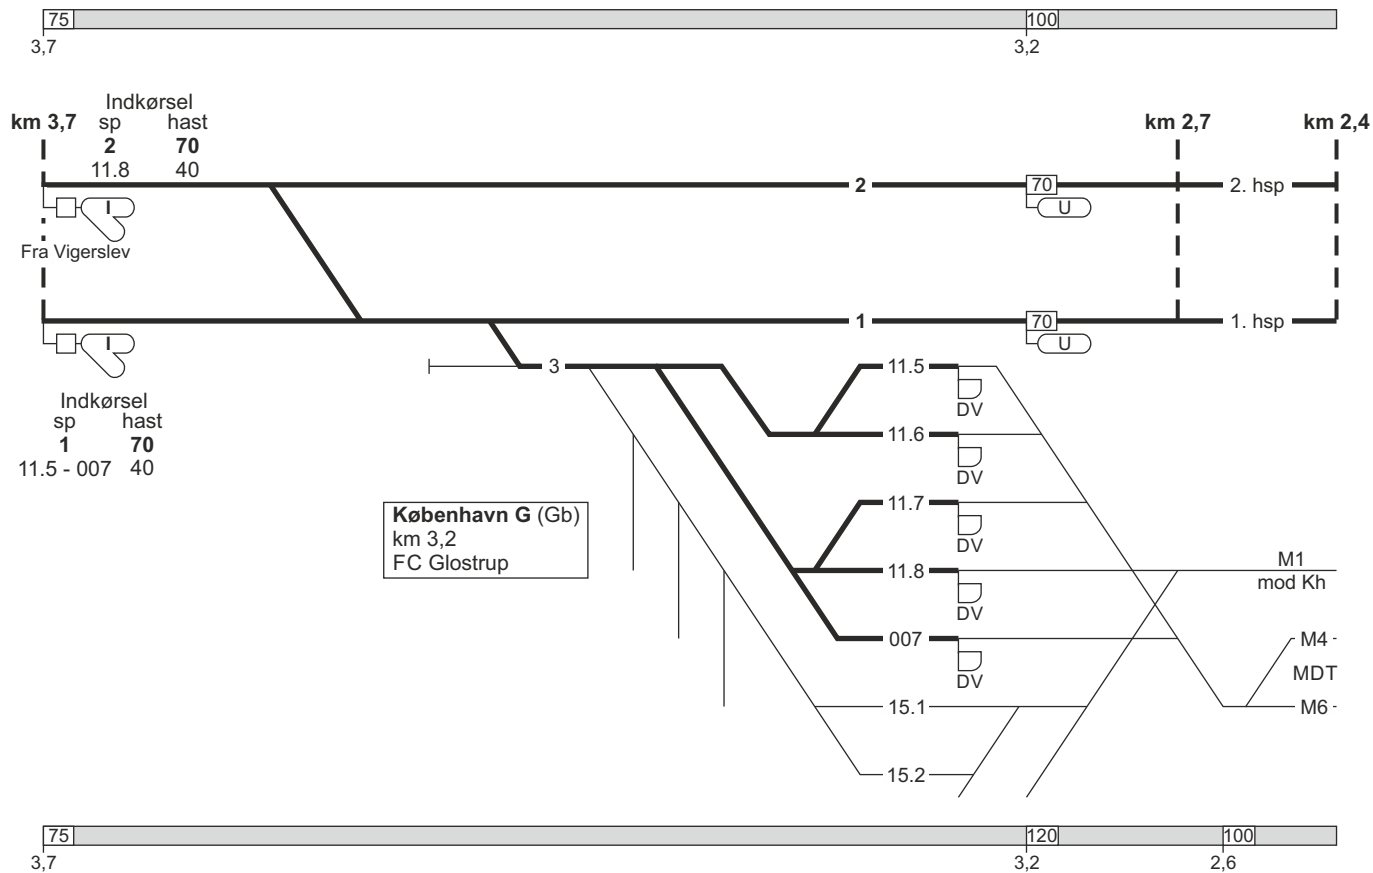 75
100
3,7
3,2
Indkørsel
km 3,7 sp hast
2 70
11.8 40
km 2,7
km 2,4
2
70
2. hsp
I
U
Fra Vigerslev
1
70
1. hsp
I
U
Indkørsel
sp hast
1 70
11.5 - 007 40
3
11.5
DV
11.6
DV
11.7
DV
11.8
DV
007
DV
15.1
15.2
København G (Gb)
km 3,2
FC Glostrup
M1
mod Kh
M4
MDT
M6
75
120
100
3,7
3,2
2,6